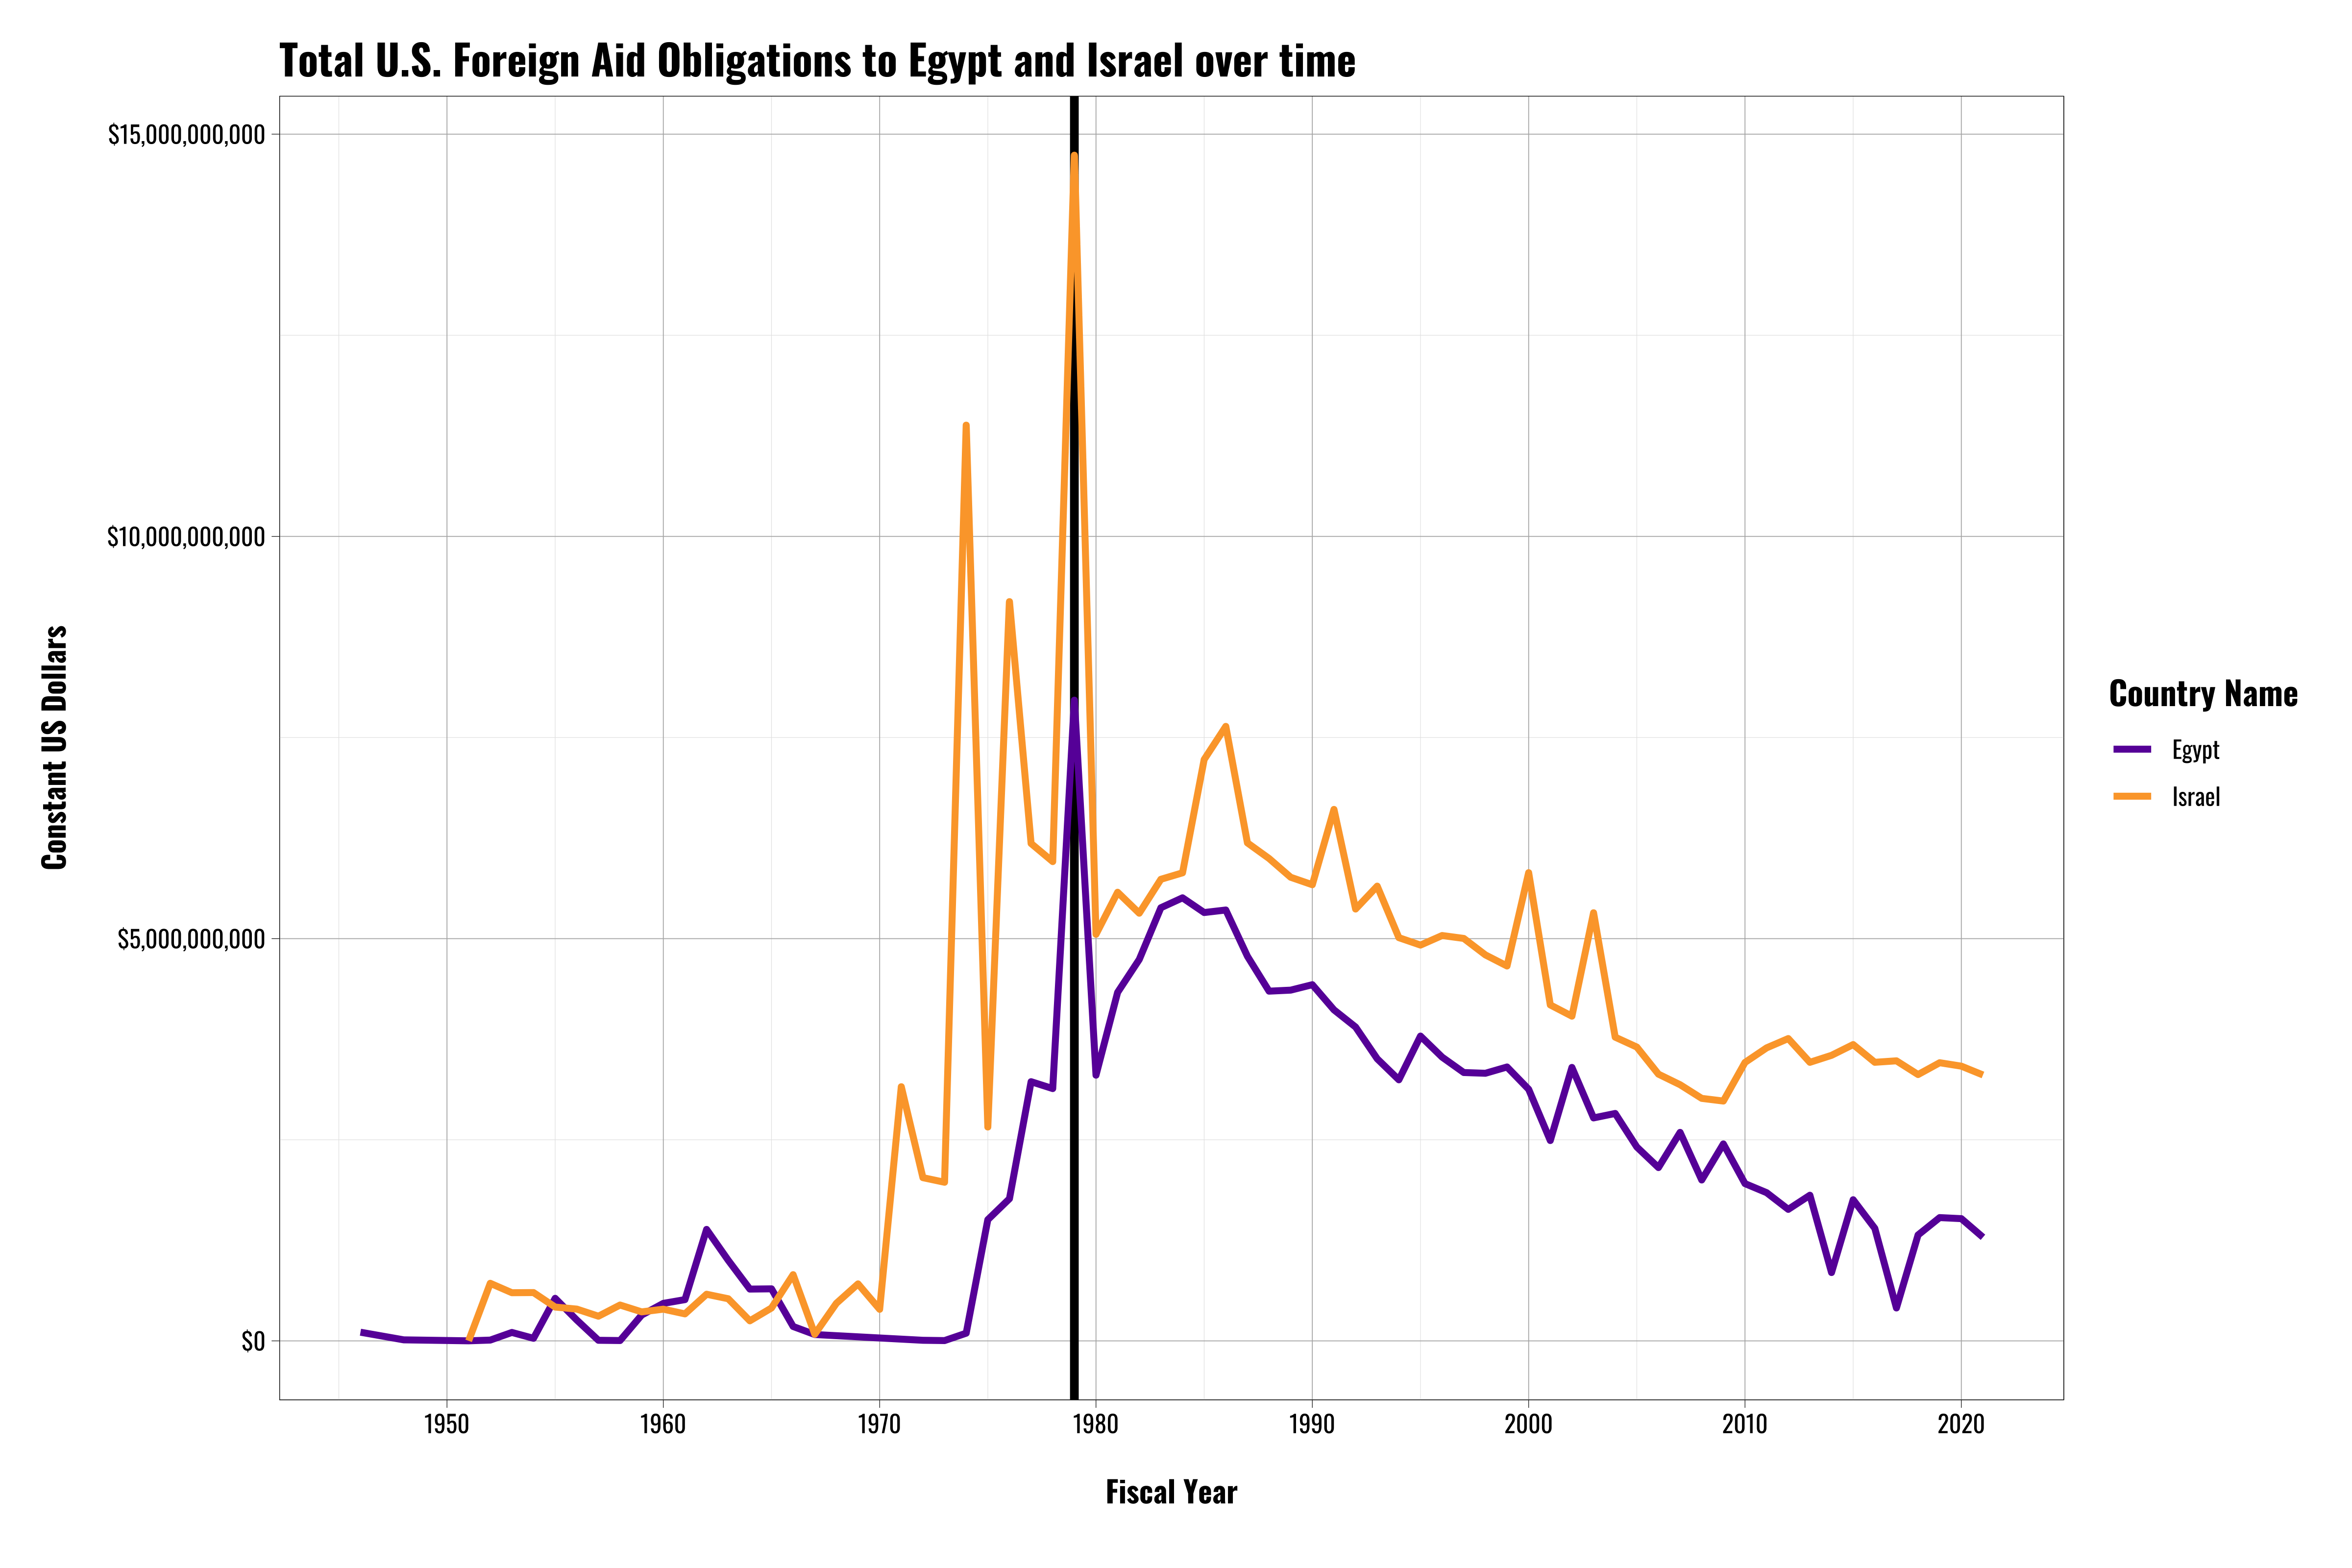 Total U.S. Foreign Aid Obligations to Egypt and Israel over time
$15,000,000,000
$10,000,000,000
$5,000,000,000
$0
Constant US Dollars
1950 1960 1970 1980 1990 2000 2010 2020
Fiscal Year
Country Name
Egypt
Israel